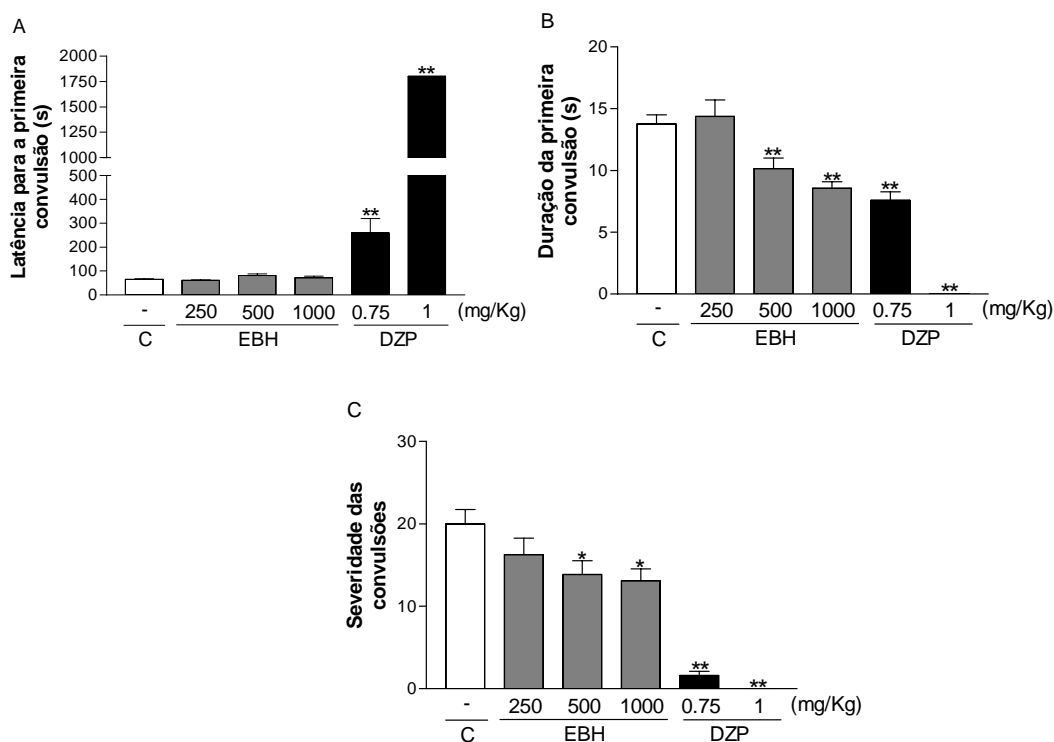 A
Latência para a primeira
convulsão (s)
2000
1750
1500
1250
1000
500
400
300
200
100
0
**
**
- 250 500 1000 0.75 1 (mg/Kg)
C EBH DZP
B
Duração da primeira
convulsão (s)
20
15
10
5
0
**
**
**
**
- 250 500 1000 0.75 1 (mg/Kg)
C EBH DZP
C
Severidade das
convulsões
30
20
10
0
*
*
**
**
- 250 500 1000 0.75 1 (mg/Kg)
C EBH DZP